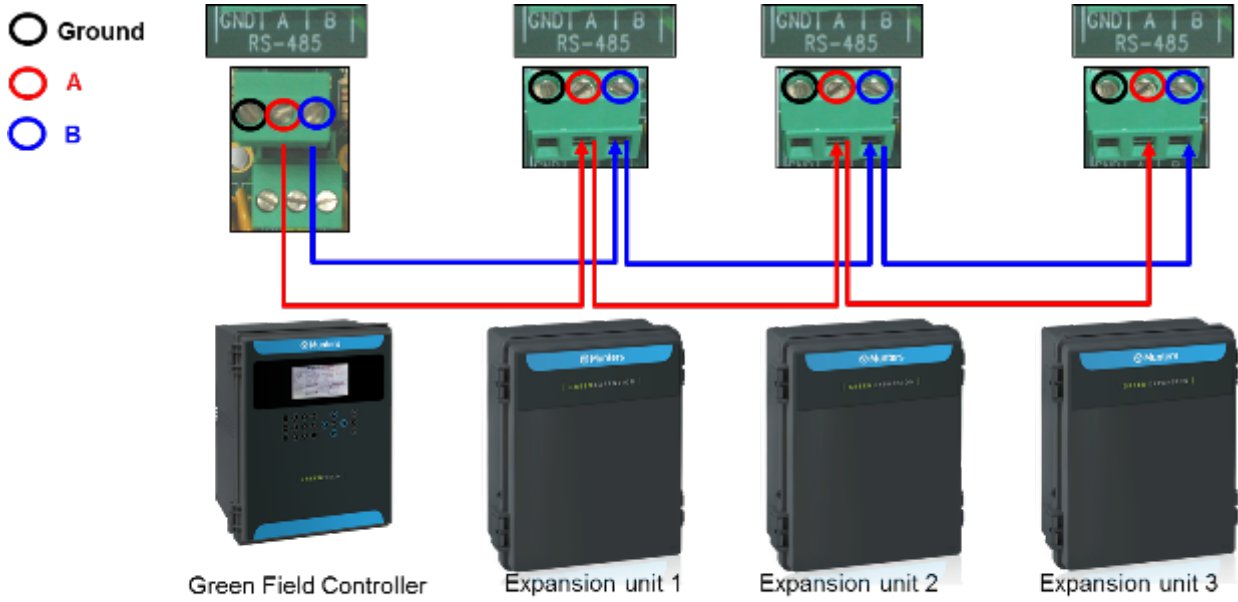 Ground
A
B
GND A B
RS-485
GND A B
RS-485
GND A B
RS-485
GND A B
RS-485
Munters
Munters
Munters
Munters
Green Field Controller
Expansion unit 1
Expansion unit 2
Expansion unit 3